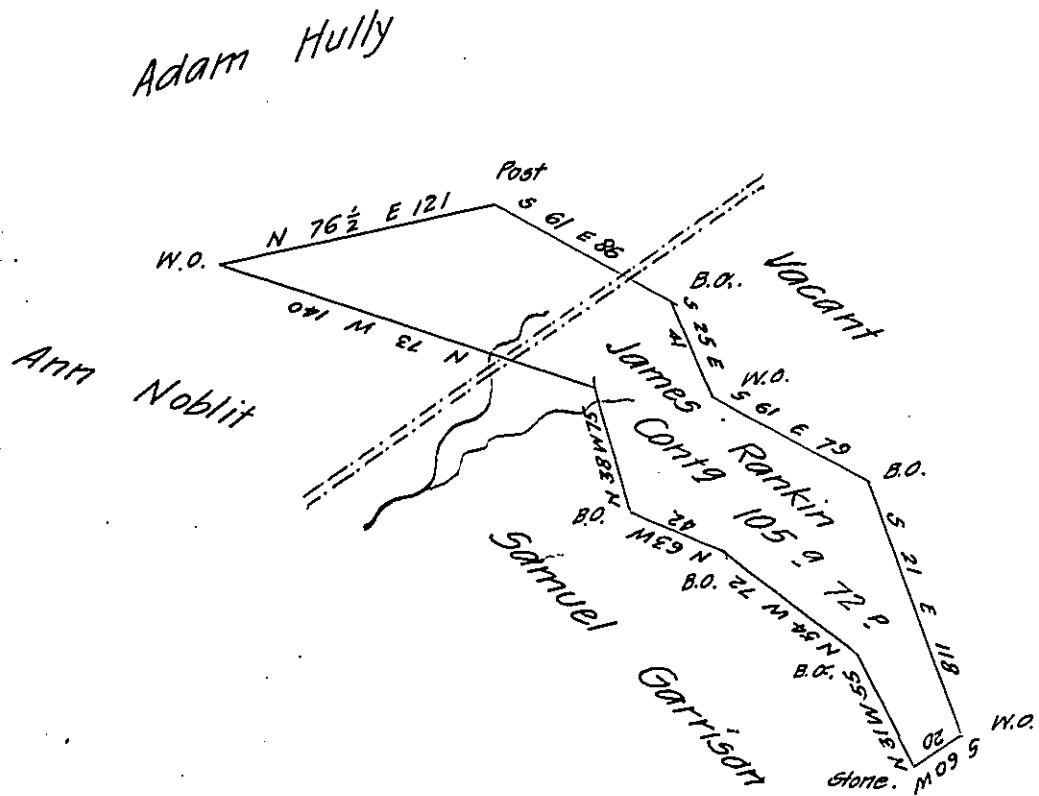 Adam Hully
Post
N 76½ E 121
S 61 E 86
W.O.
B.O.
Vacant
N 73 W 140
S 25 E
41
Ann Noblit
James Rankin
W.O.
S 61 E 79
Contg
105 a 72 P
B.O.
N 38 W 75
B.O.
N 63 W
42
S 21 E 118
Samuel Garrison
B.O.
N 54 W 72
B.O.
N 31 W 55
W.O.
S 60 W
20
Stone.